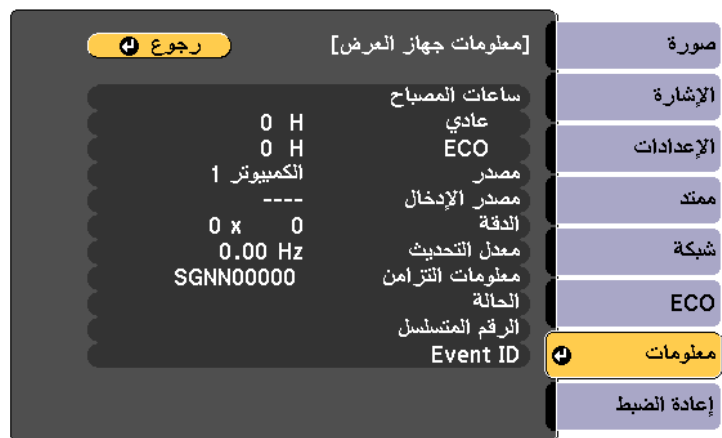 [معلومات جهاز العرض]
رجوع
ساعات المصباح
عادي 0 H
ECO 0 H
مصدر الكمبيوتر 1
مصدر الإدخال ----
الدقة 0 x 0
معدل التحديث 0.00 Hz
معلومات التزامن SGNN00000
الحالة
الرقم المتسلسل
Event ID
صورة
الإشارة
الإعدادات
ممتد
شبكة
ECO
معلومات
إعادة الضبط